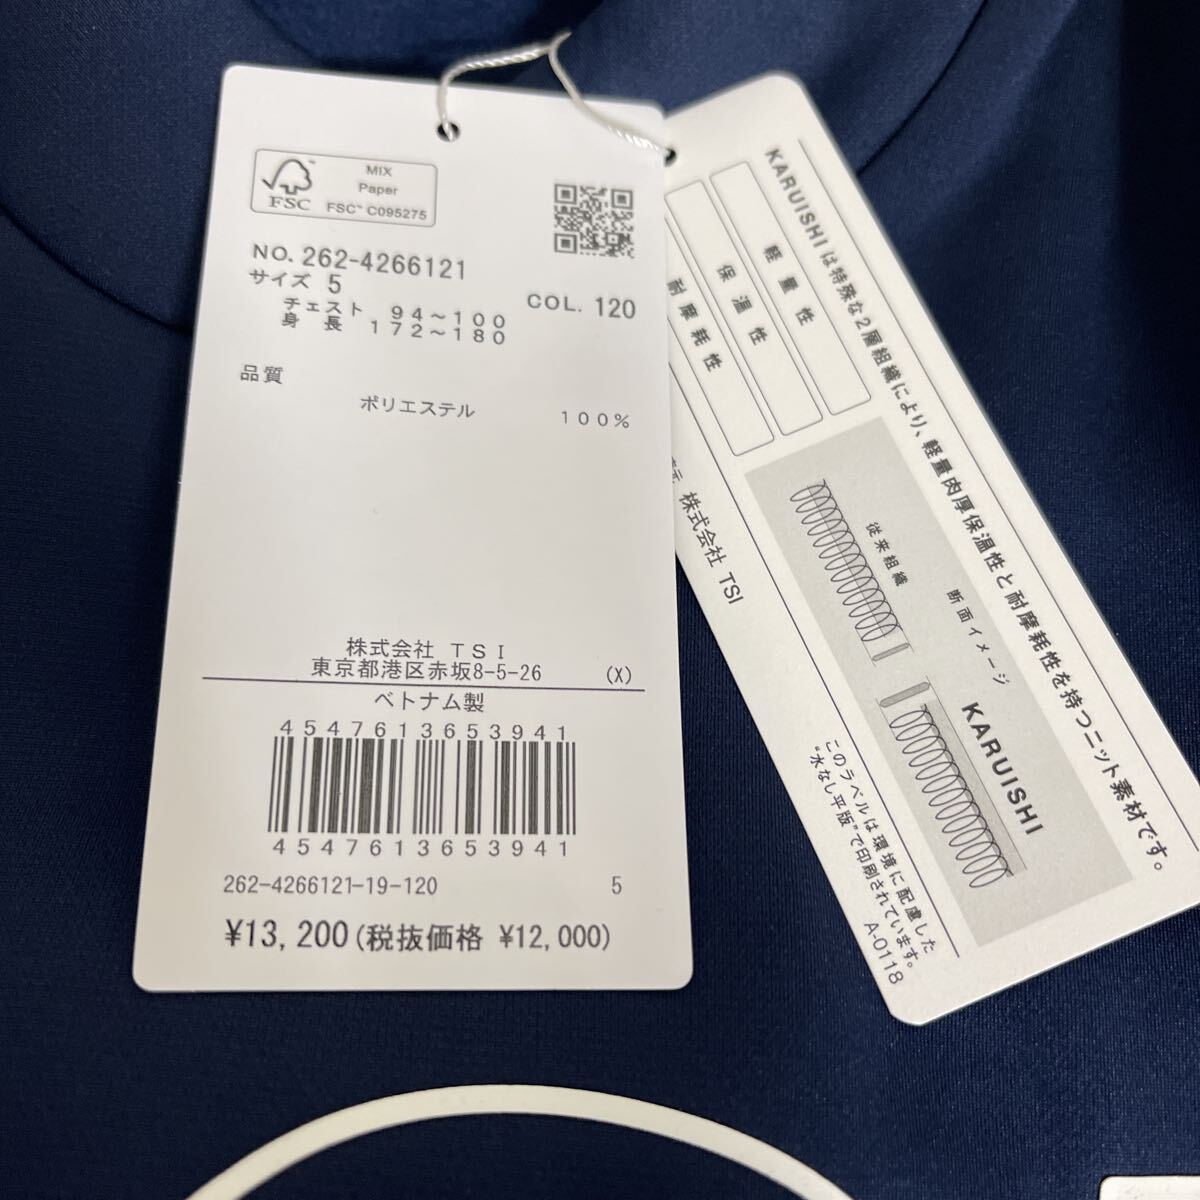 MIX
Paper
FSC™ C095275
FSC
NO. 262-4266121
サイズ 5
COL. 120
チェスト 94～100
身長 172～180
品質
ポリエステル 100%
株式会社 TSI
東京都港区赤坂8-5-26 (X)
ベトナム製
4547613653941
4547613653941
262-4266121-19-120 5
¥13,200(税抜価格 ¥12,000)
KARUISHIは特殊な2層組織により、軽量肉厚保温性と耐摩耗性を持つニット素材です。
軽量性
保温性
耐摩耗性
株式会社 TSI
断面イメージ
従来組織
KARUISHI
このラベルは環境に配慮した
"水なし平版"で印刷されています。
A-0118